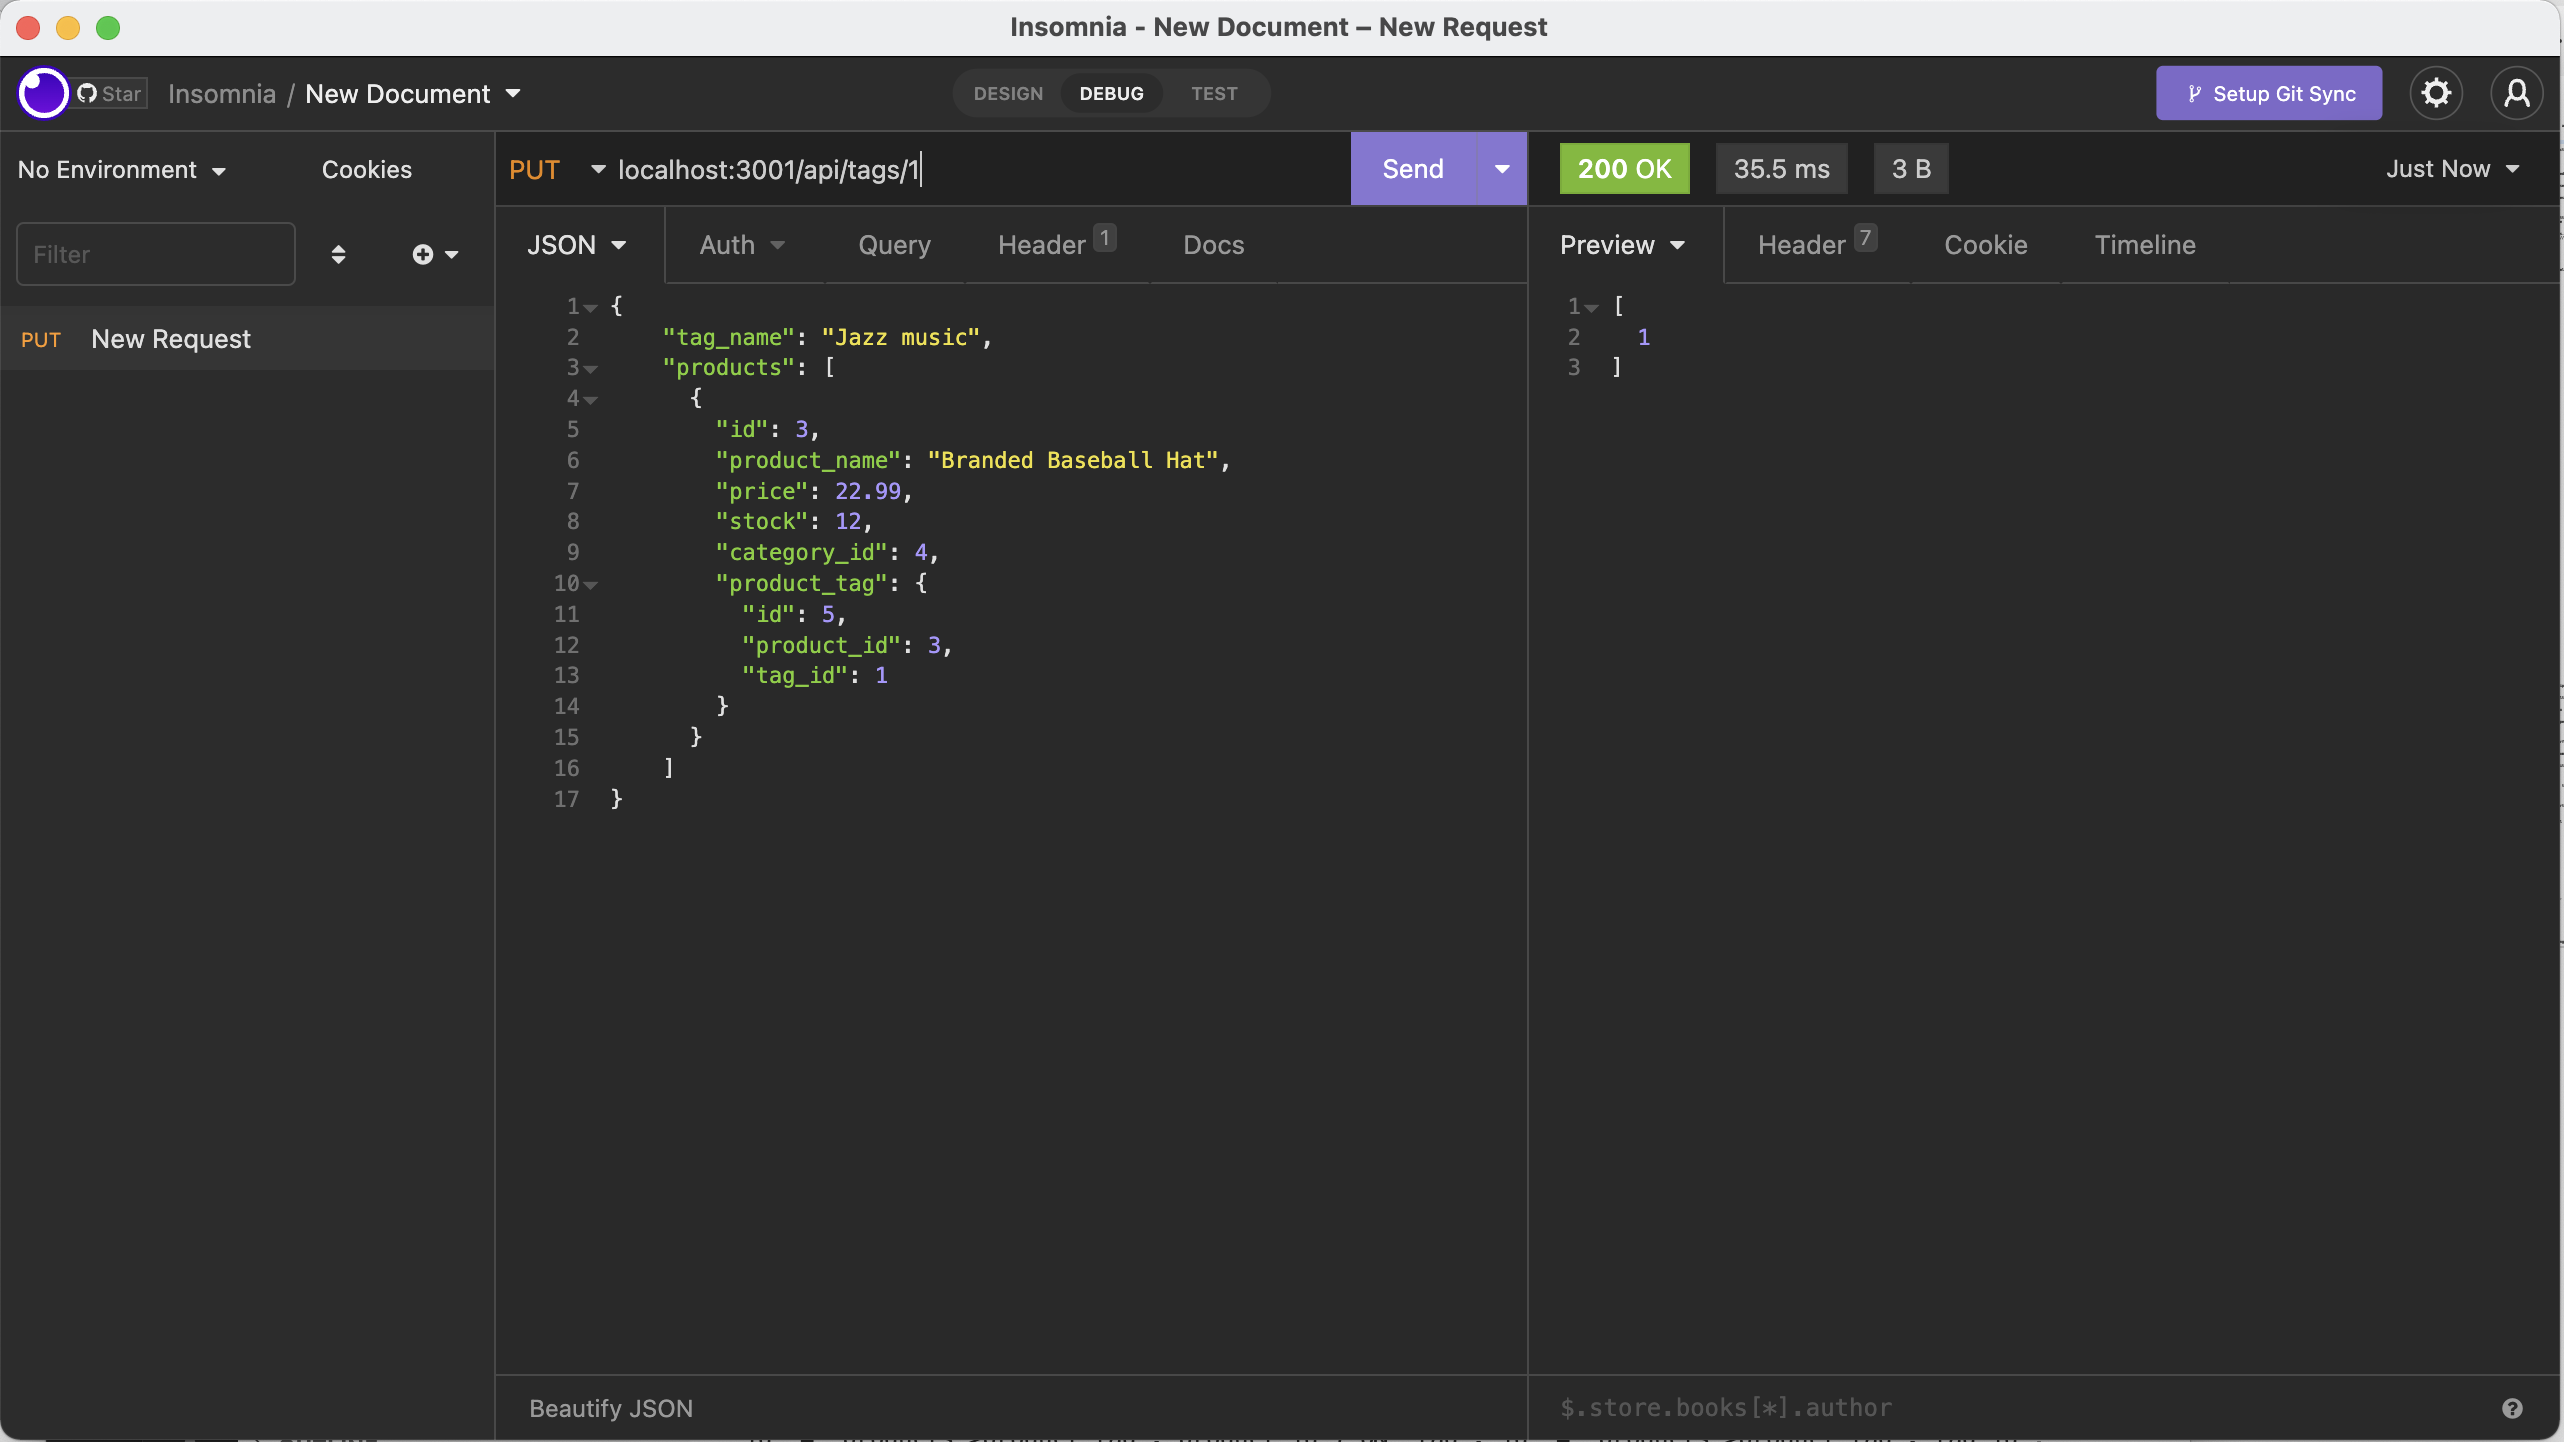 Insomnia - New Document – New Request
Star Insomnia / New Document DESIGN DEBUG TEST Setup Git Sync
No Environment Cookies
Filter
PUT New Request
PUT localhost:3001/api/tags/1 Send
JSON Auth Query Header 1 Docs
1 {
2 "tag_name": "Jazz music",
3 "products": [
4 {
5 "id": 3,
6 "product_name": "Branded Baseball Hat",
7 "price": 22.99,
8 "stock": 12,
9 "category_id": 4,
10 "product_tag": {
11 "id": 5,
12 "product_id": 3,
13 "tag_id": 1
14 }
15 }
16 ]
17 }
Beautify JSON
200 OK 35.5 ms 3 B Just Now
Preview Header 7 Cookie Timeline
1 [
2 1
3 ]
$.store.books[*].author